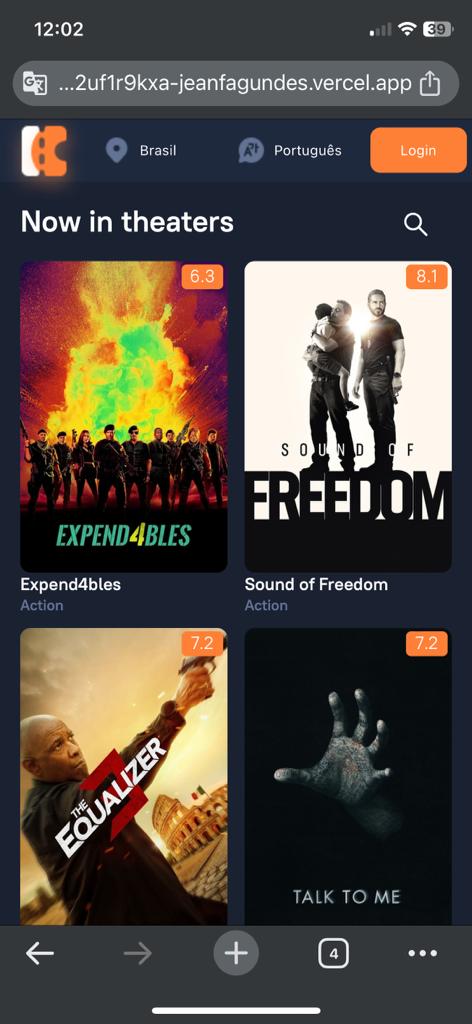 12:02
39
...2uf1r9kxa-jeanfagundes.vercel.app
Brasil
Português
Login
Now in theaters
6.3
EXPEND4BLES
Expend4bles
Action
8.1
SOUND OF
FREEDOM
Sound of Freedom
Action
7.2
THE
EQUALIZER
3
7.2
TALK TO ME
4